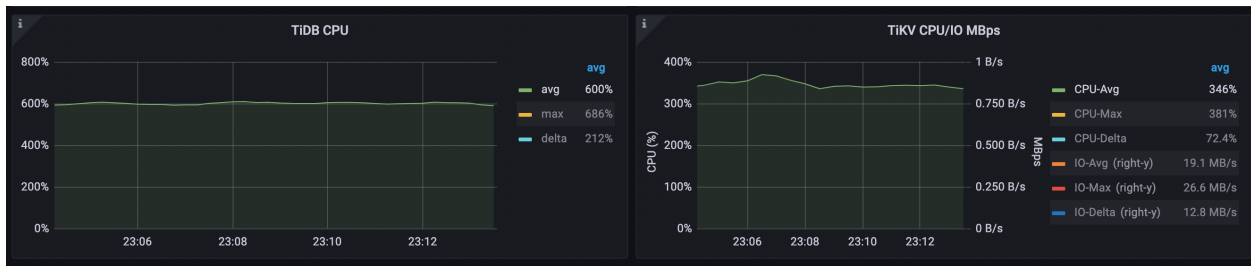 i
TiDB CPU
800%
600%
400%
200%
0%
23:06 23:08 23:10 23:12
avg
avg 600%
max 686%
delta 212%
i
TiKV CPU/IO MBps
CPU (%)
400%
300%
200%
100%
0%
23:06 23:08 23:10 23:12
1 B/s
0.750 B/s
0.500 B/s
0.250 B/s
0 B/s
MBps
avg
CPU-Avg 346%
CPU-Max 381%
CPU-Delta 72.4%
IO-Avg (right-y) 19.1 MB/s
IO-Max (right-y) 26.6 MB/s
IO-Delta (right-y) 12.8 MB/s